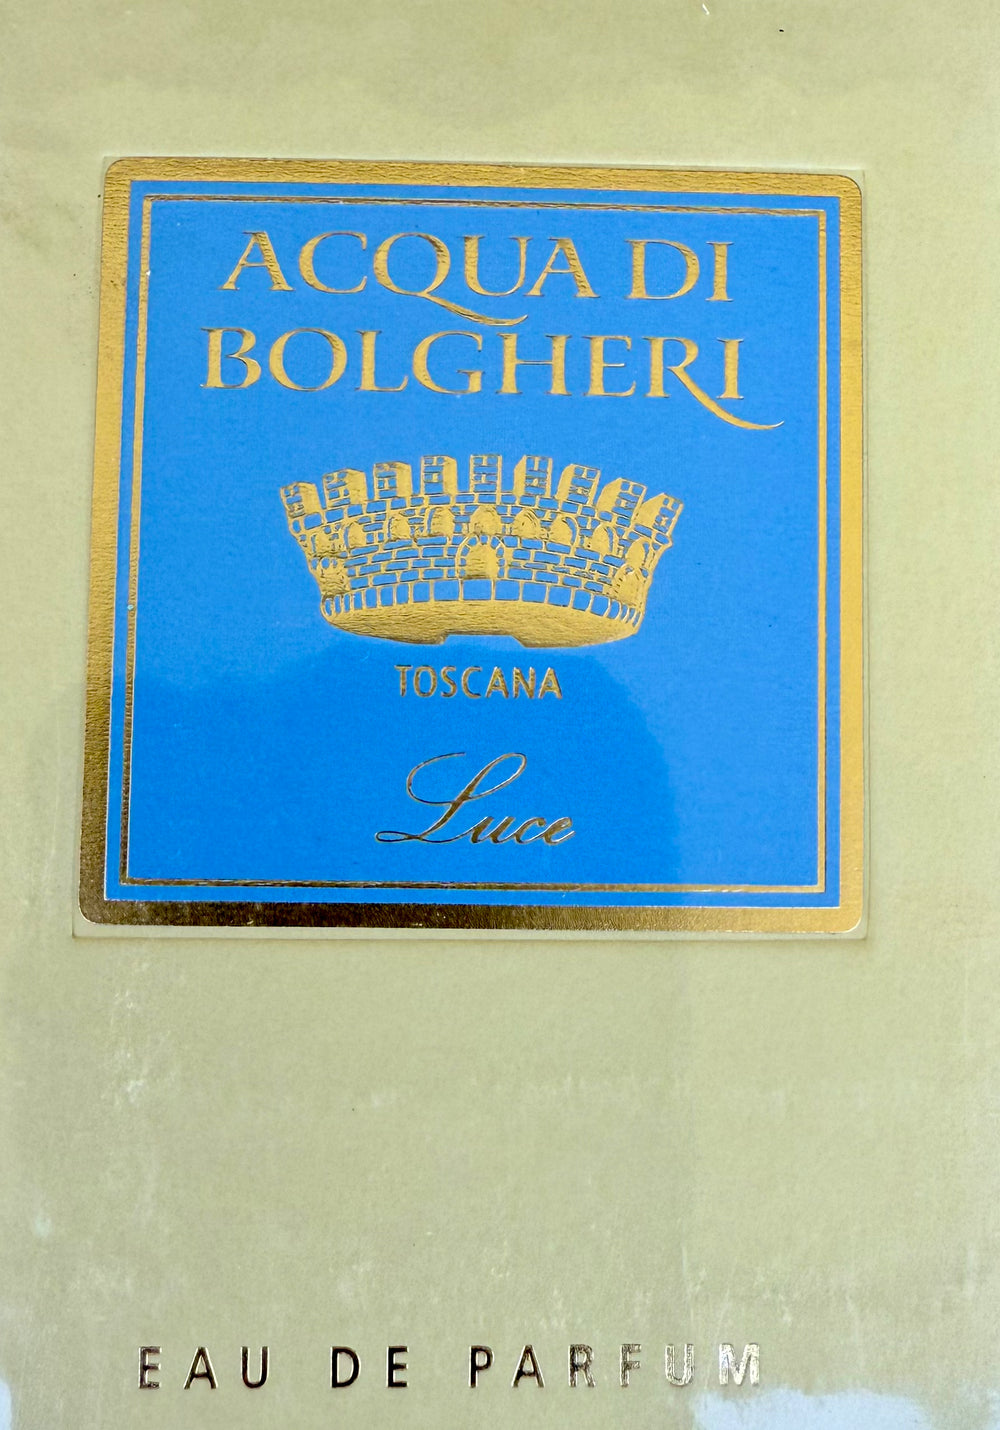 ACQUA DI
BOLGHERI
TOSCANA
Luce
EAU DE PARFUM